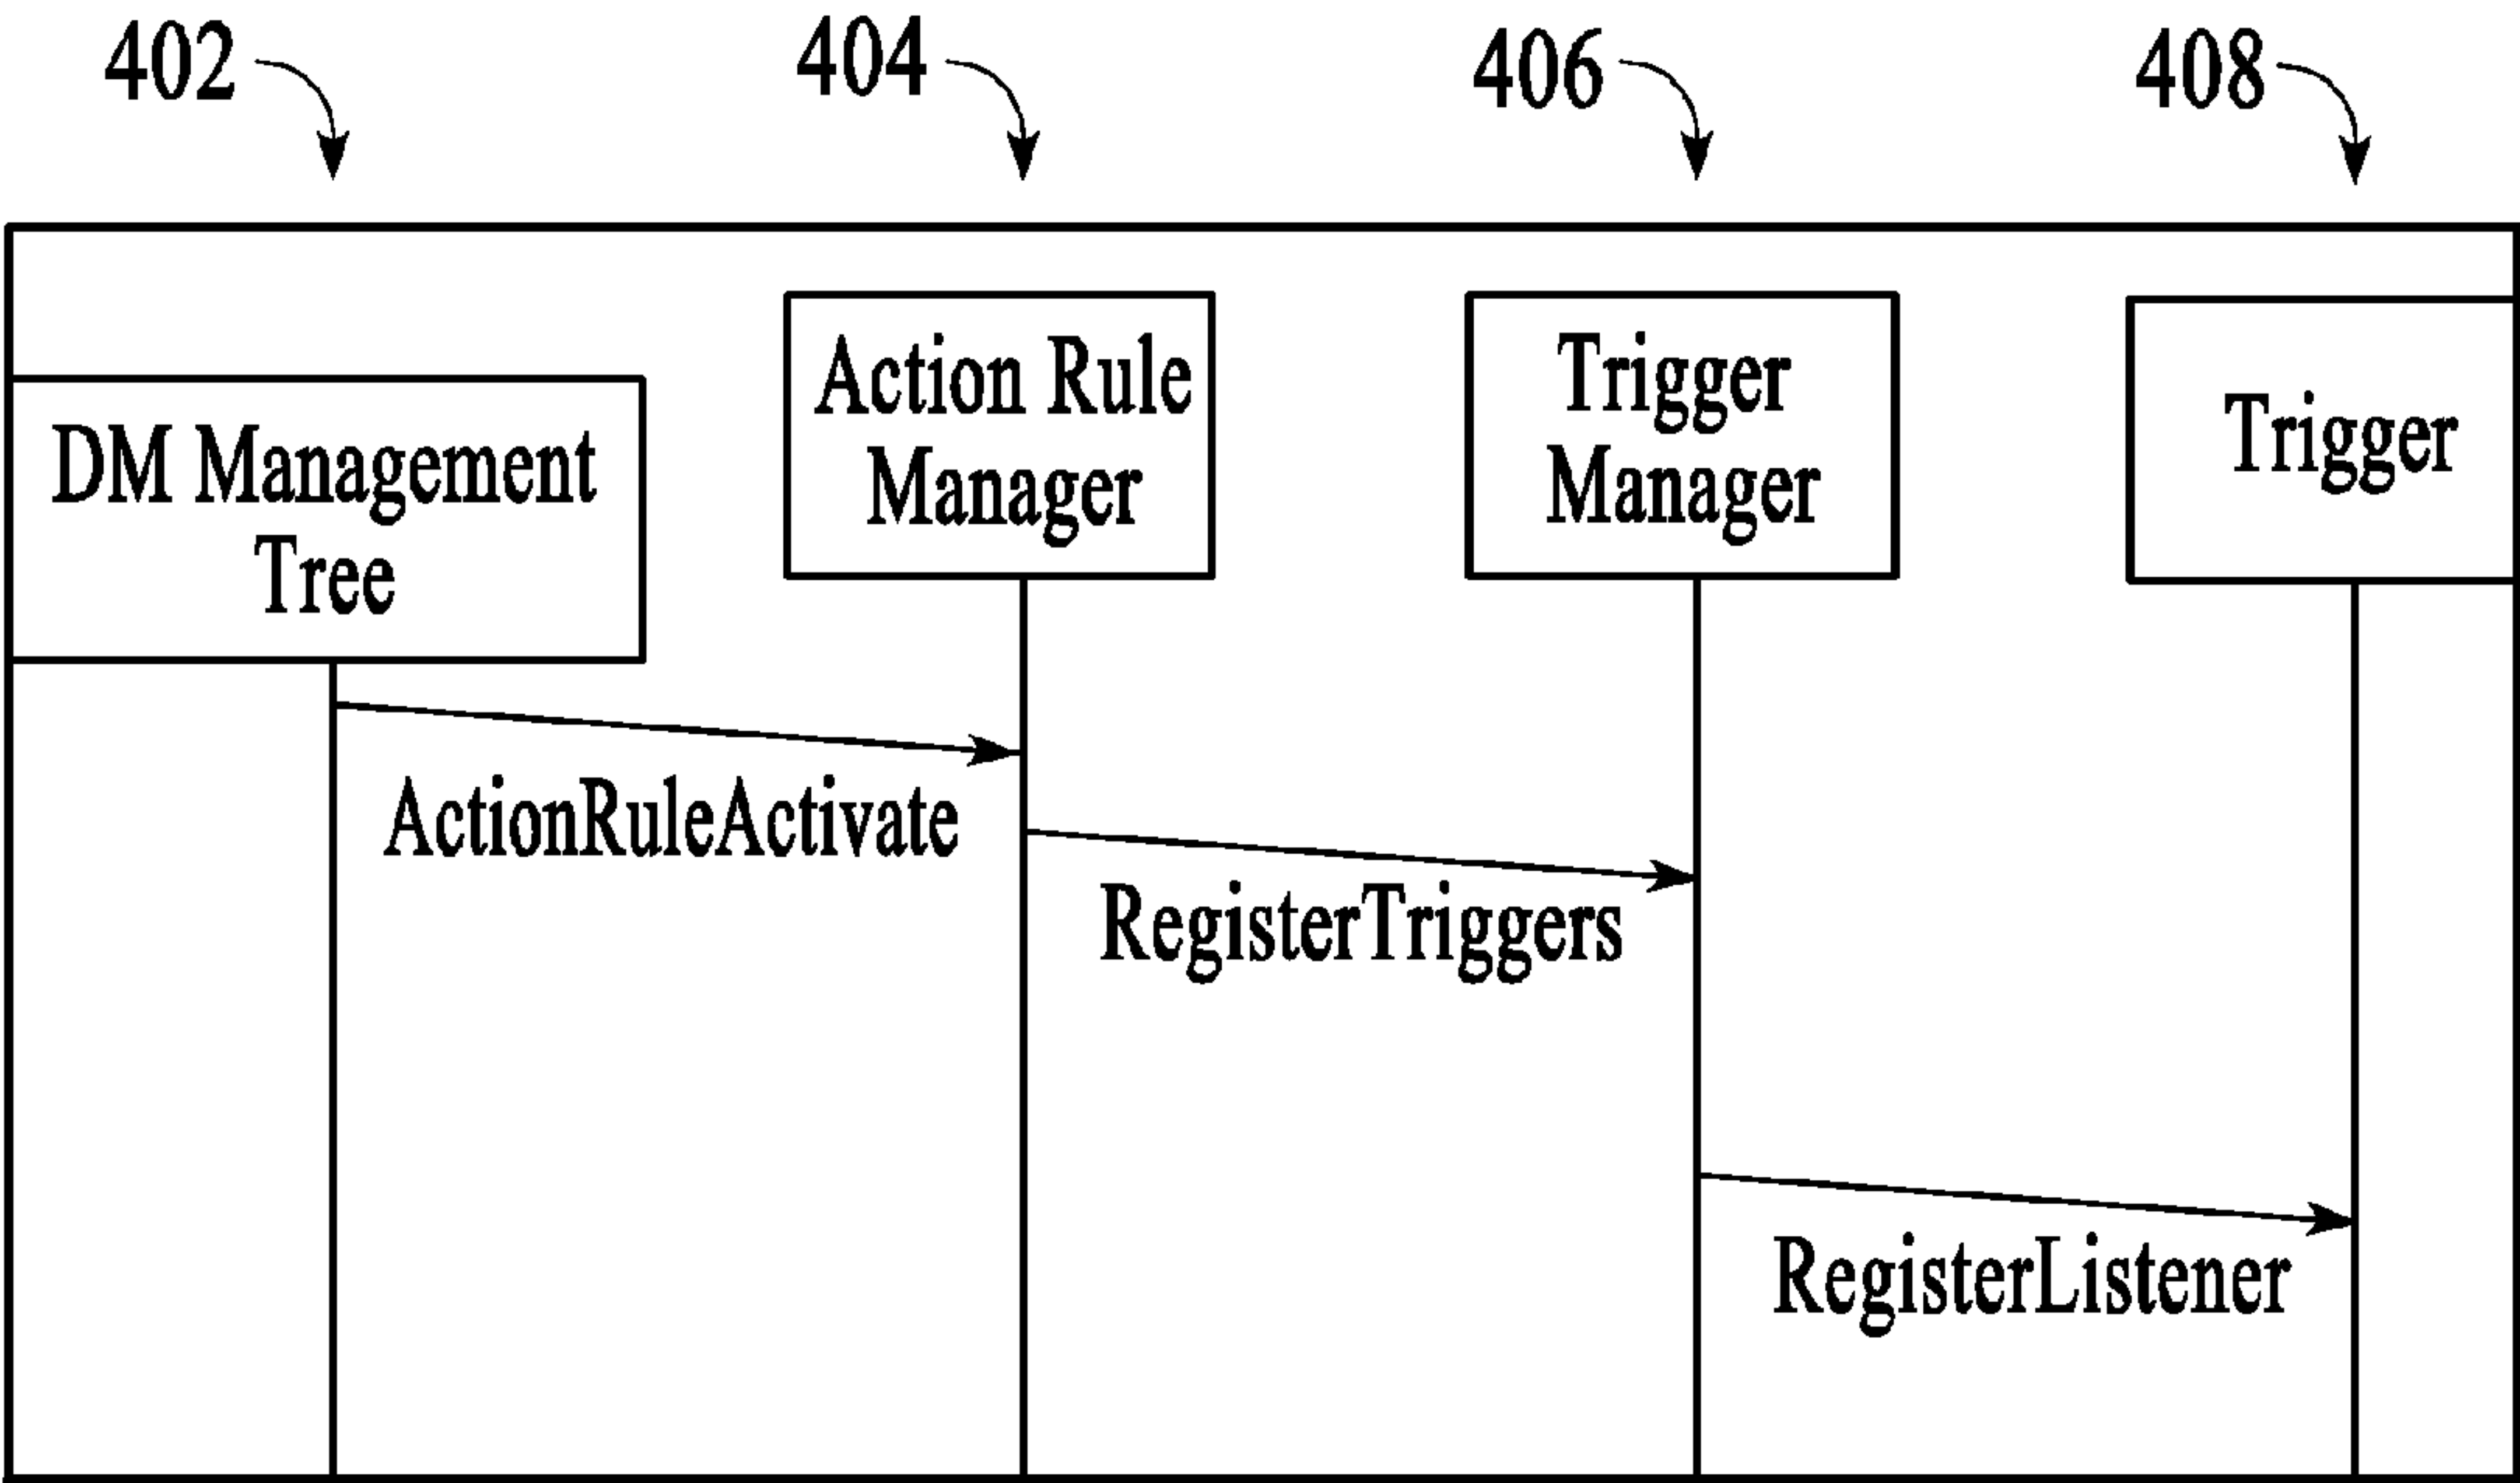 402
404
406
408
DM Management
Tree
Action Rule
Manager
Trigger
Manager
Trigger
ActionRuleActivate
RegisterTriggers
RegisterListener